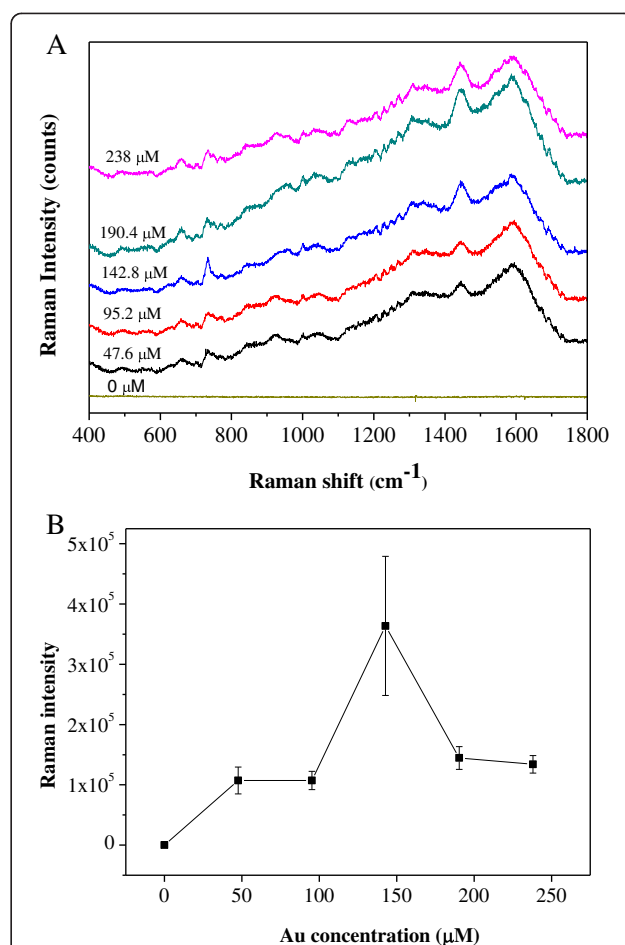 A
Raman Intensity (counts)
238 μM
190.4 μM
142.8 μM
95.2 μM
47.6 μM
0 μM
400 600 800 1000 1200 1400 1600 1800
Raman shift (cm⁻¹)
B
Raman intensity
5x10⁵
4x10⁵
3x10⁵
2x10⁵
1x10⁵
0
0 50 100 150 200 250
Au concentration (μM)